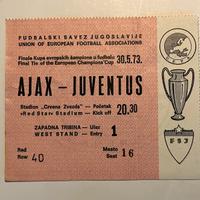 FUDBALSKI SAVEZ JUGOSLAVIJE
UNION OF EUROPEAN FOOTBALL ASSOCIATIONS
Finale Kupa evropskih šampiona u fudbalu
Final Tie of the European Champions' Cup
30.5.73.
AJAX – JUVENTUS
Stadion „Crvena Zvezda" — Početak
»Red Star« Stadium — Kick off
20,30
ZAPADNA TRIBINA — Ulaz
WEST STAND — Entry
1
Red
Row 40
Mesto
Seat 16
FSJ